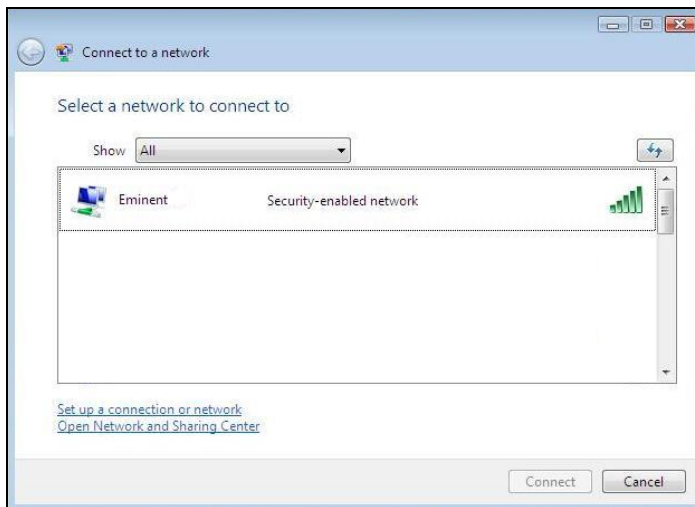 Connect to a network
Select a network to connect to
Show All
Eminent Security-enabled network
Set up a connection or network
Open Network and Sharing Center
Connect Cancel